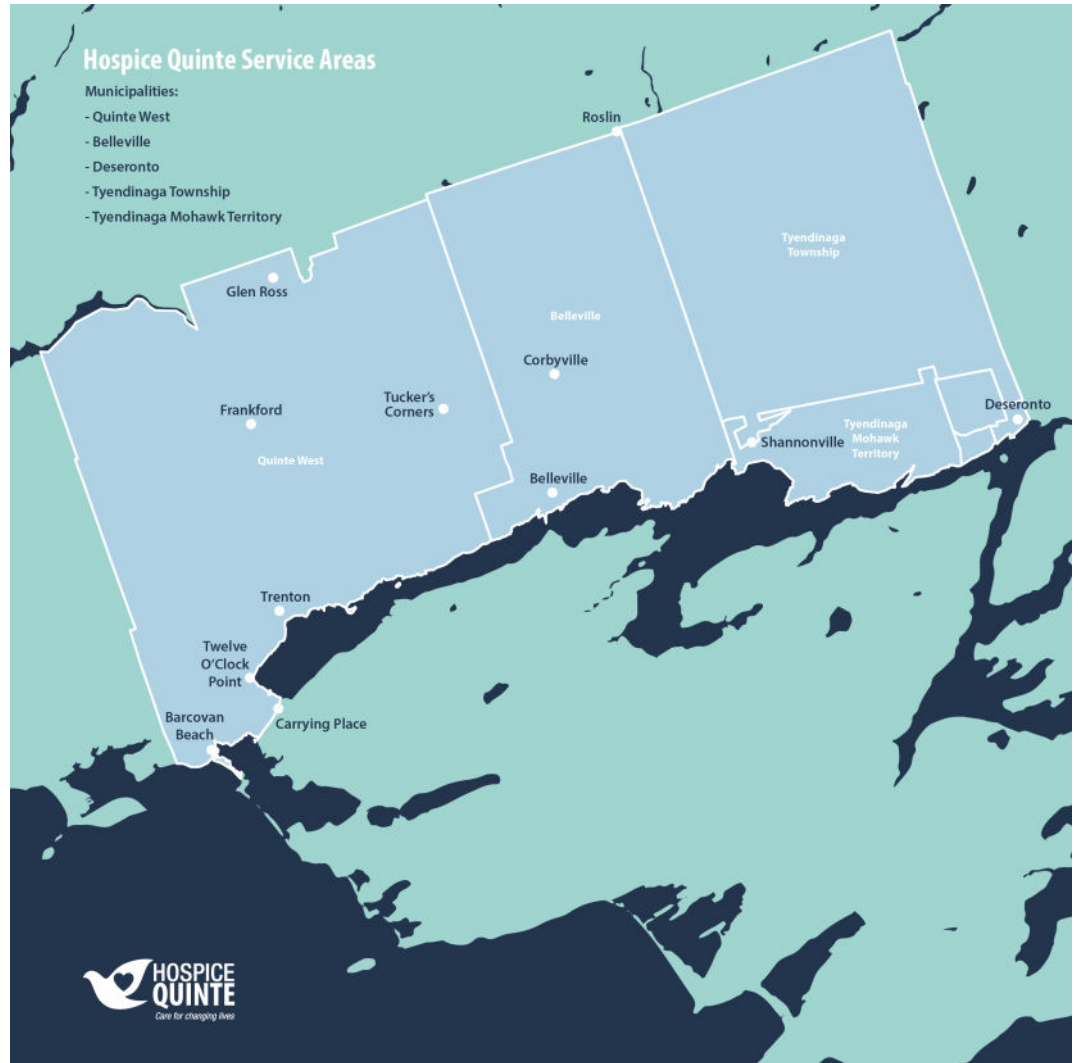 Hospice Quinte Service Areas
Municipalities:
- Quinte West
- Belleville
- Deseronto
- Tyendinaga Township
- Tyendinaga Mohawk Territory
Roslin
Tyendinaga
Township
Glen Ross
Belleville
Corbyville
Tucker's
Corners
Frankford
Deseronto
Tyendinaga
Mohawk
Territory
Shannonville
Quinte West
Belleville
Trenton
Twelve
O'Clock
Point
Barcovan
Beach
Carrying Place
HOSPICE
QUINTE
Care for changing lives